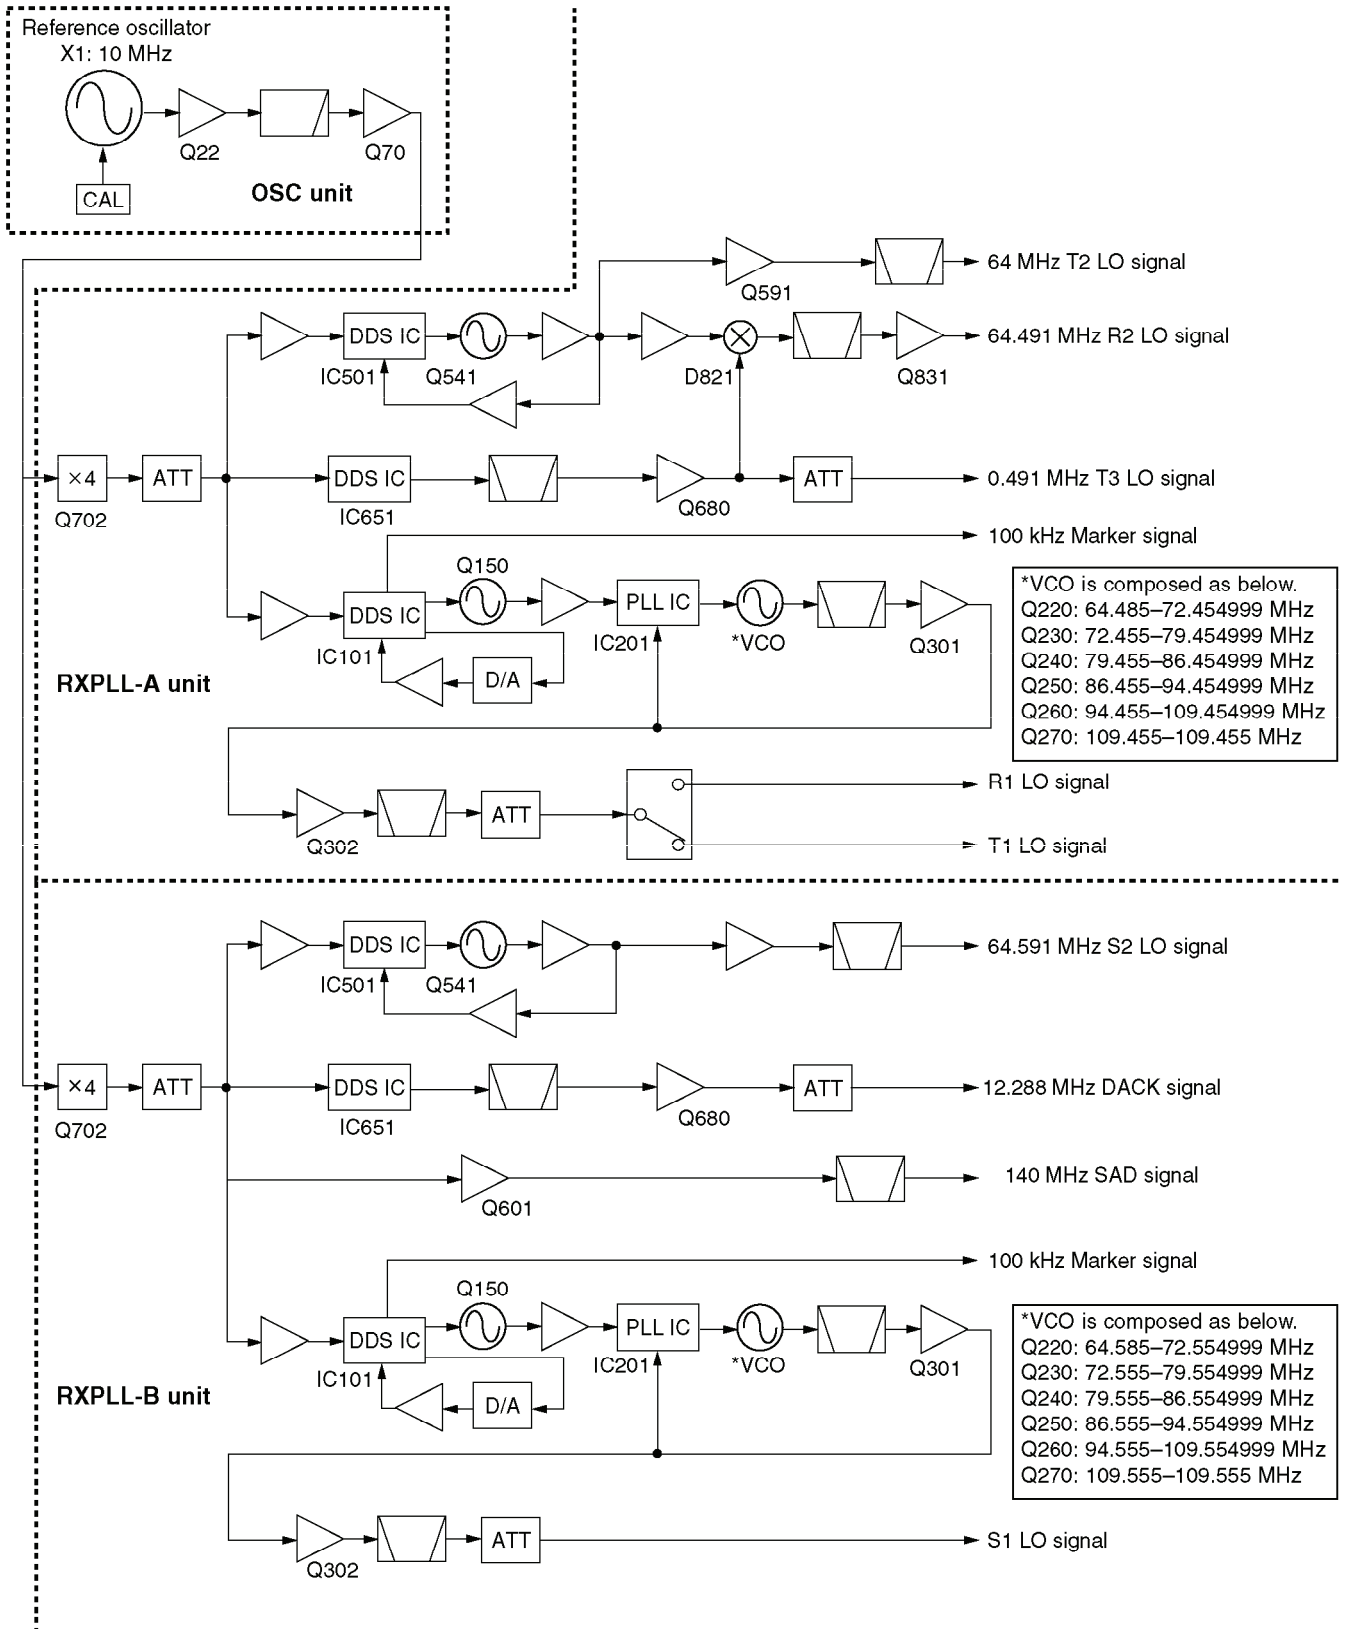 Reference oscillator
X1: 10 MHz
Q22
Q70
CAL
OSC unit
Q591
64 MHz T2 LO signal
DDS IC
IC501
Q541
D821
Q831
64.491 MHz R2 LO signal
×4
Q702
ATT
DDS IC
IC651
Q680
ATT
0.491 MHz T3 LO signal
100 kHz Marker signal
DDS IC
IC101
Q150
PLL IC
IC201
*VCO
Q301
D/A
RXPLL-A unit
*VCO is composed as below.
Q220: 64.485–72.454999 MHz
Q230: 72.455–79.454999 MHz
Q240: 79.455–86.454999 MHz
Q250: 86.455–94.454999 MHz
Q260: 94.455–109.454999 MHz
Q270: 109.455–109.455 MHz
Q302
ATT
R1 LO signal
T1 LO signal
DDS IC
IC501
Q541
64.591 MHz S2 LO signal
×4
Q702
ATT
DDS IC
IC651
Q680
ATT
12.288 MHz DACK signal
Q601
140 MHz SAD signal
100 kHz Marker signal
DDS IC
IC101
Q150
PLL IC
IC201
*VCO
Q301
D/A
RXPLL-B unit
*VCO is composed as below.
Q220: 64.585–72.554999 MHz
Q230: 72.555–79.554999 MHz
Q240: 79.555–86.554999 MHz
Q250: 86.555–94.554999 MHz
Q260: 94.555–109.554999 MHz
Q270: 109.555–109.555 MHz
Q302
ATT
S1 LO signal